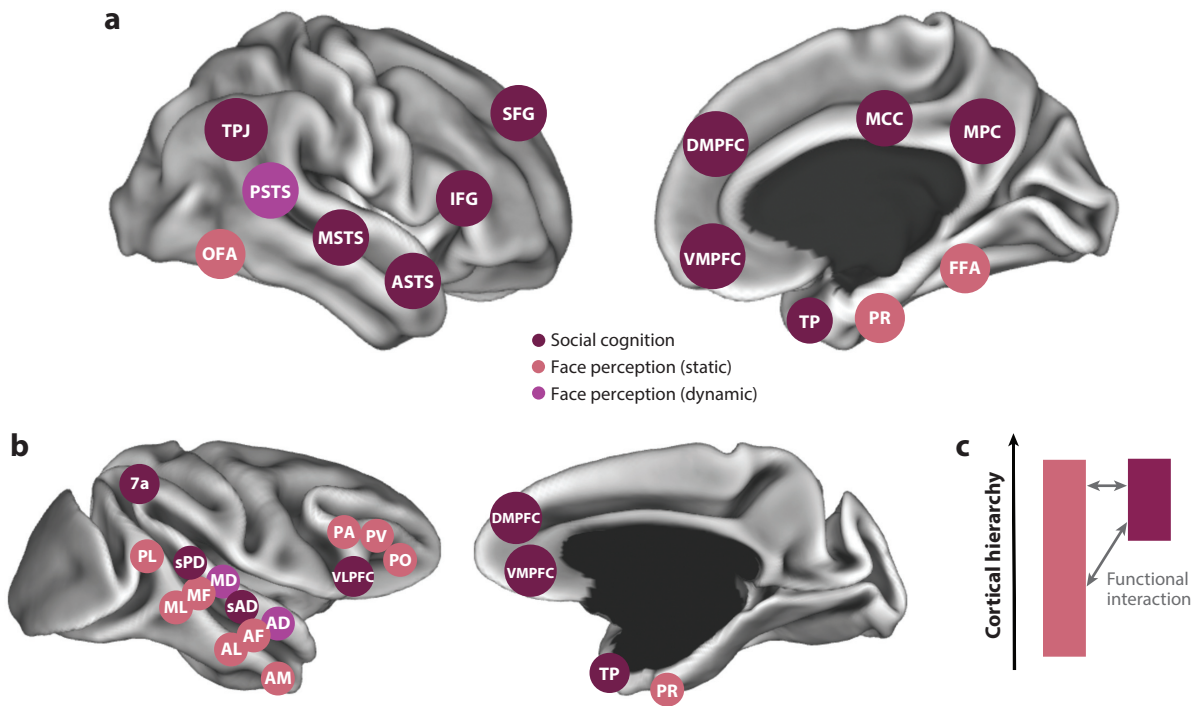 a
SFG
TPJ
MCC
MPC
DMPFC
PSTS
IFG
MSTS
OFA
VMPFC
FFA
ASTS
TP
PR
Social cognition
Face perception (static)
Face perception (dynamic)
b
7a
PA
PV
PL
PO
sPD
VLPFC
MD
MF
ML
sAD
AD
AF
AL
AM
DMPFC
VMPFC
TP
PR
c
Cortical hierarchy
Functional
interaction